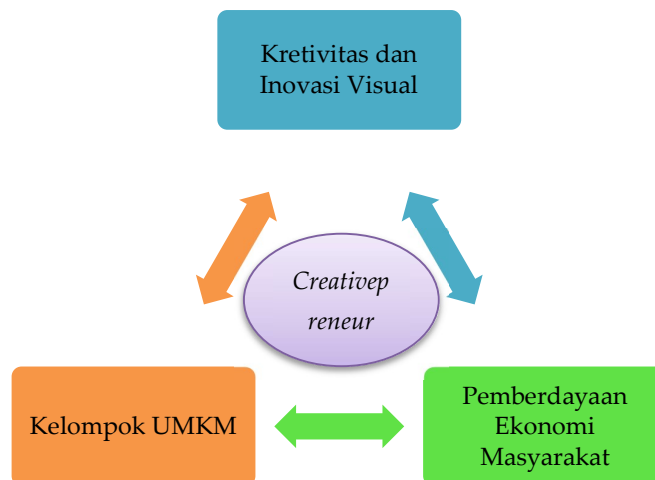 Kretivitas dan
Inovasi Visual
Creativep
reneur
Kelompok UMKM
Pemberdayaan
Ekonomi
Masyarakat